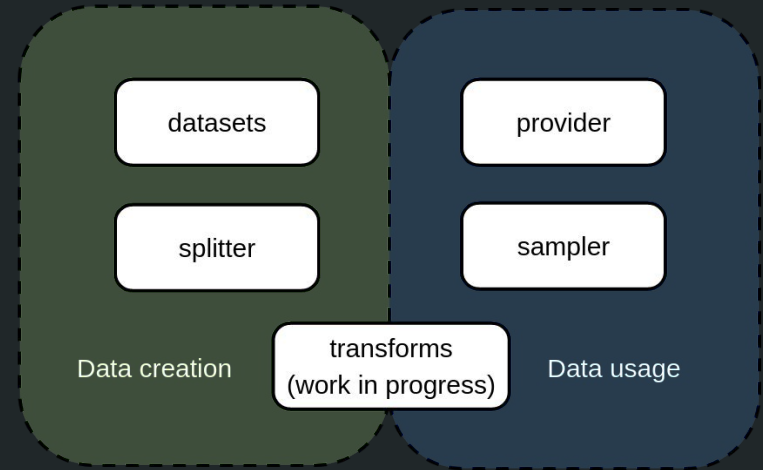 datasets
provider
splitter
sampler
transforms
(work in progress)
Data creation
Data usage